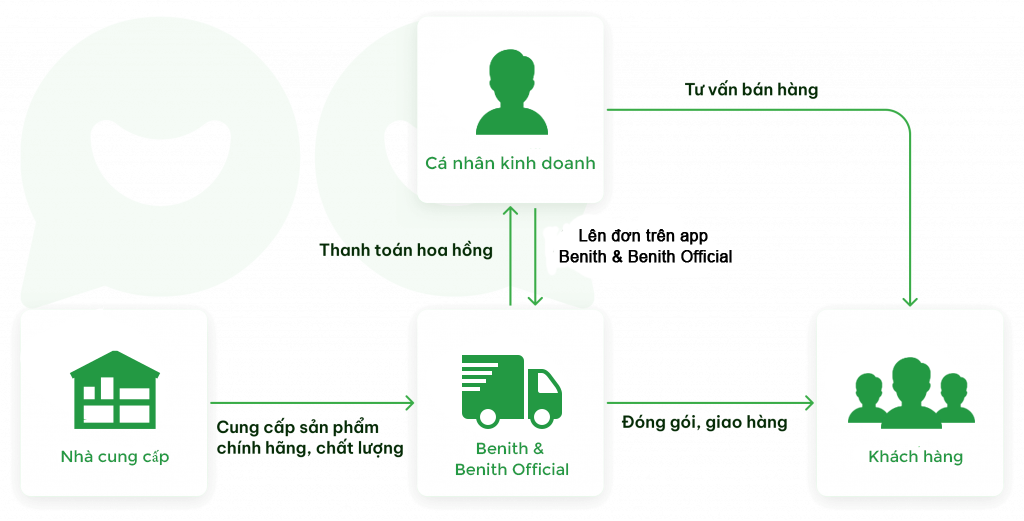 Tư vấn bán hàng
Cá nhân kinh doanh
Thanh toán hoa hồng
Lên đơn trên app
Benith & Benith Official
Cung cấp sản phẩm
chính hãng, chất lượng
Đóng gói, giao hàng
Nhà cung cấp
Benith &
Benith Official
Khách hàng